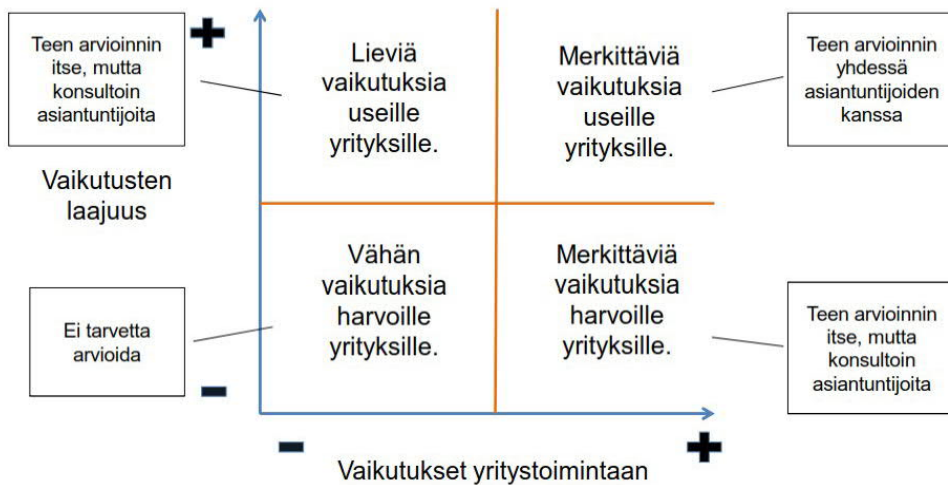 Teen arvioinnin
itse, mutta
konsultoin
asiantuntijoita
+
Lieviä
vaikutuksia
useille
yrityksille.
Merkittäviä
vaikutuksia
useille
yrityksille.
Teen arvioinnin
yhdessä
asiantuntijoiden
kanssa
Vaikutusten
laajuus
Ei tarvetta
arvioida
-
Vähän
vaikutuksia
harvoille
yrityksille.
Merkittäviä
vaikutuksia
harvoille
yrityksille.
Teen arvioinnin
itse, mutta
konsultoin
asiantuntijoita
-
+
Vaikutukset yritystoimintaan